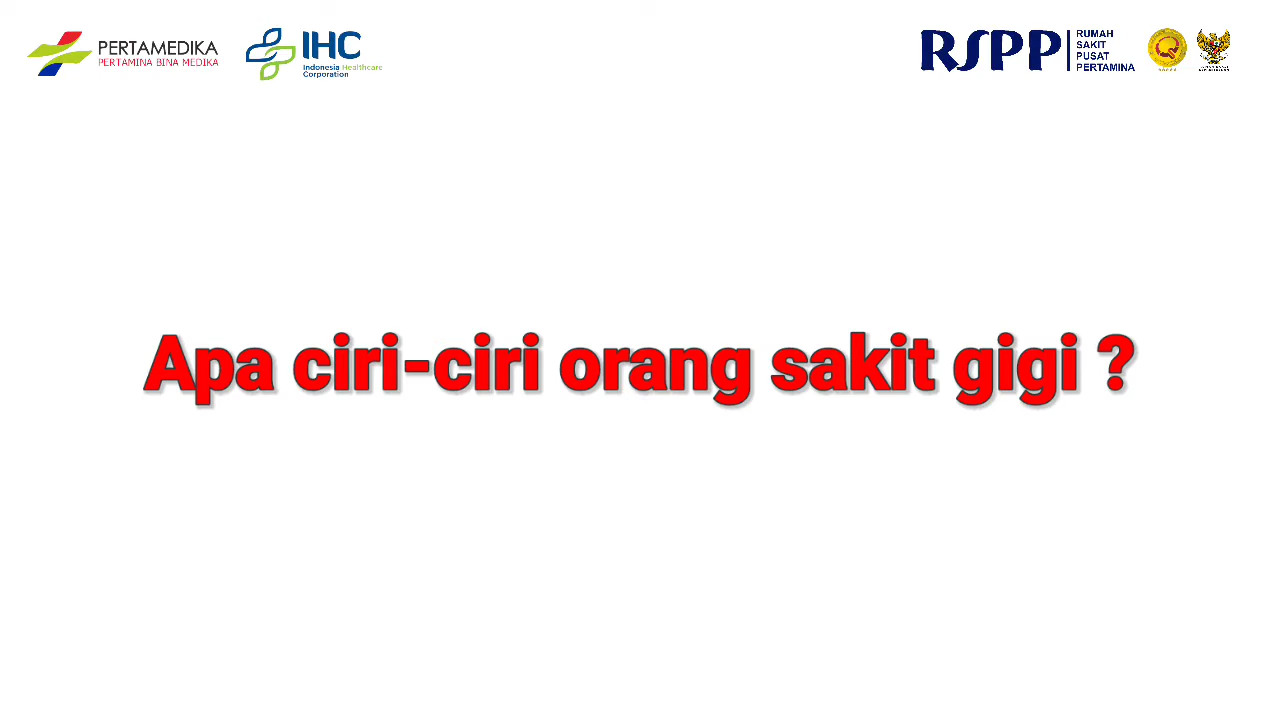 PERTAMEDIKA
PERTAMINA BINA MEDIKA
IHC
Indonesia Healthcare
Corporation
RSPP
RUMAH
SAKIT
PUSAT
PERTAMINA
Apa ciri-ciri orang sakit gigi ?